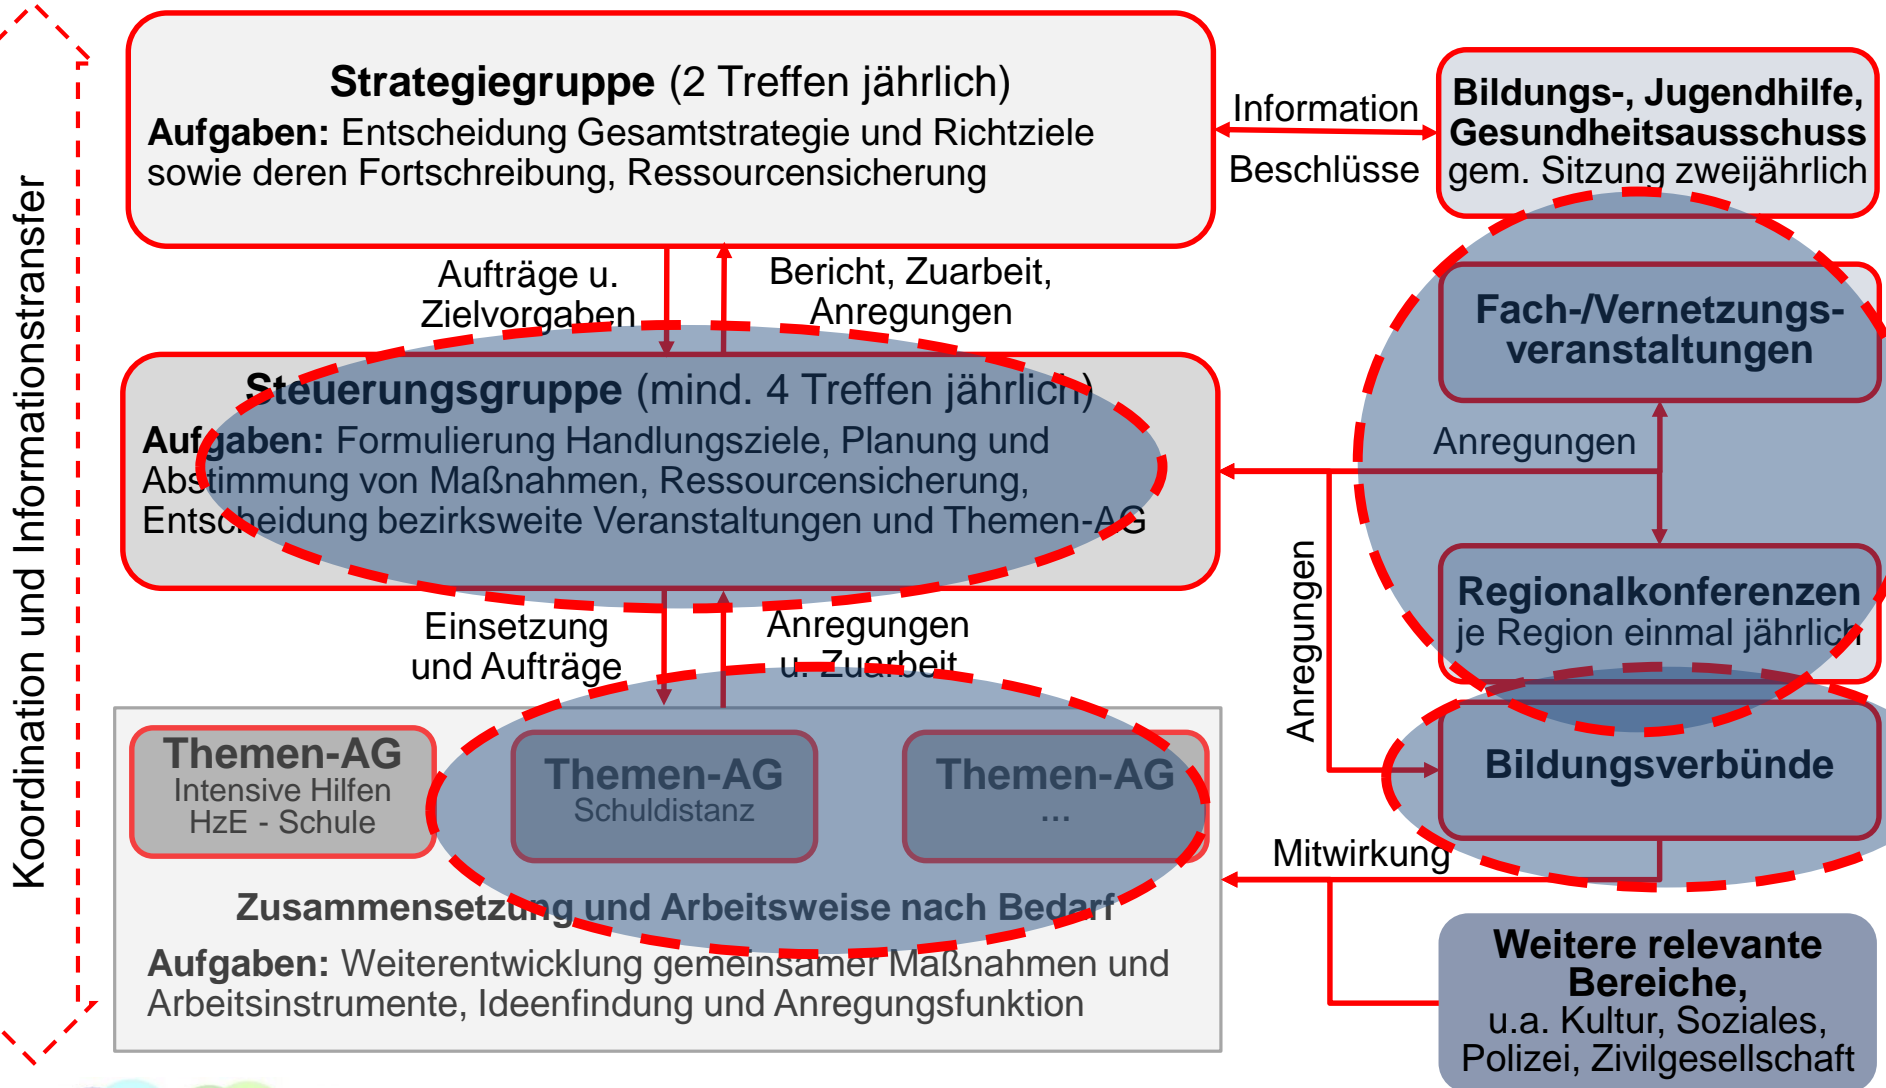 Koordination und Informationstransfer
Strategiegruppe (2 Treffen jährlich)
Aufgaben: Entscheidung Gesamtstrategie und Richtziele
sowie deren Fortschreibung, Ressourcensicherung
Information
Beschlüsse
Bildungs-, Jugendhilfe,
Gesundheitsausschuss
gem. Sitzung zweijährlich
Aufträge u.
Zielvorgaben
Bericht, Zuarbeit,
Anregungen
Fach-/Vernetzungs-
veranstaltungen
Steuerungsgruppe (mind. 4 Treffen jährlich)
Aufgaben: Formulierung Handlungsziele, Planung und
Abstimmung von Maßnahmen, Ressourcensicherung,
Entscheidung bezirksweite Veranstaltungen und Themen-AG
Anregungen
Anregungen
Regionalkonferenzen
je Region einmal jährlich
Einsetzung
und Aufträge
Anregungen
u. Zuarbeit
Bildungsverbünde
Themen-AG
Intensive Hilfen
HzE - Schule
Themen-AG
Schuldistanz
Themen-AG
...
Mitwirkung
Zusammensetzung und Arbeitsweise nach Bedarf
Aufgaben: Weiterentwicklung gemeinsamer Maßnahmen und
Arbeitsinstrumente, Ideenfindung und Anregungsfunktion
Weitere relevante
Bereiche,
u.a. Kultur, Soziales,
Polizei, Zivilgesellschaft